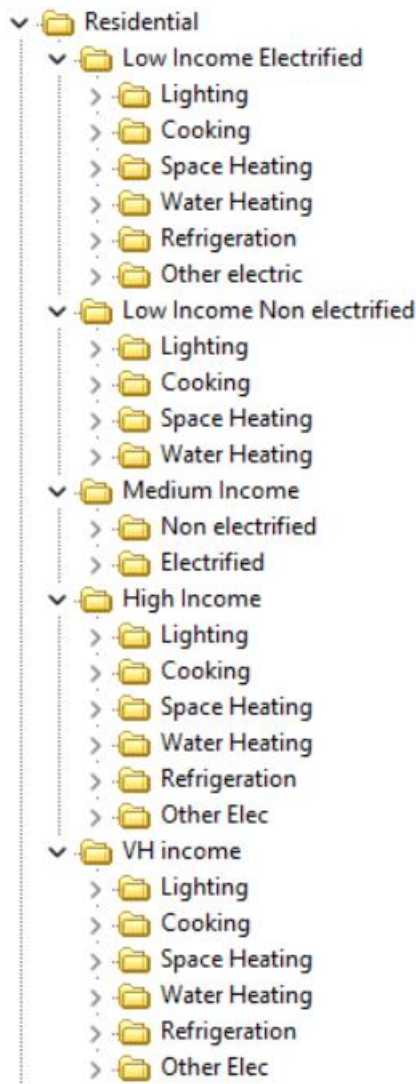 Residential
Low Income Electrified
Lighting
Cooking
Space Heating
Water Heating
Refrigeration
Other electric
Low Income Non electrified
Lighting
Cooking
Space Heating
Water Heating
Medium Income
Non electrified
Electrified
High Income
Lighting
Cooking
Space Heating
Water Heating
Refrigeration
Other Elec
VH income
Lighting
Cooking
Space Heating
Water Heating
Refrigeration
Other Elec